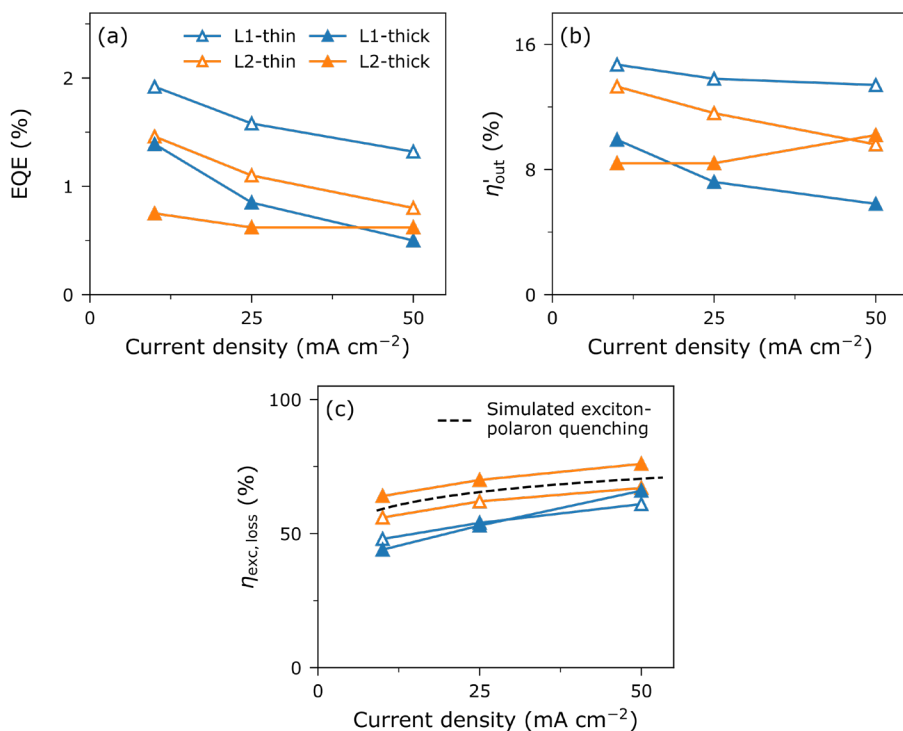 (a)
L1-thin
L1-thick
L2-thin
L2-thick
EQE (%)
2
1
0
0
25
50
Current density (mA cm⁻²)
(b)
η'out (%)
16
8
0
0
25
50
Current density (mA cm⁻²)
(c)
Simulated exciton-
polaron quenching
ηexc, loss (%)
100
50
0
0
25
50
Current density (mA cm⁻²)